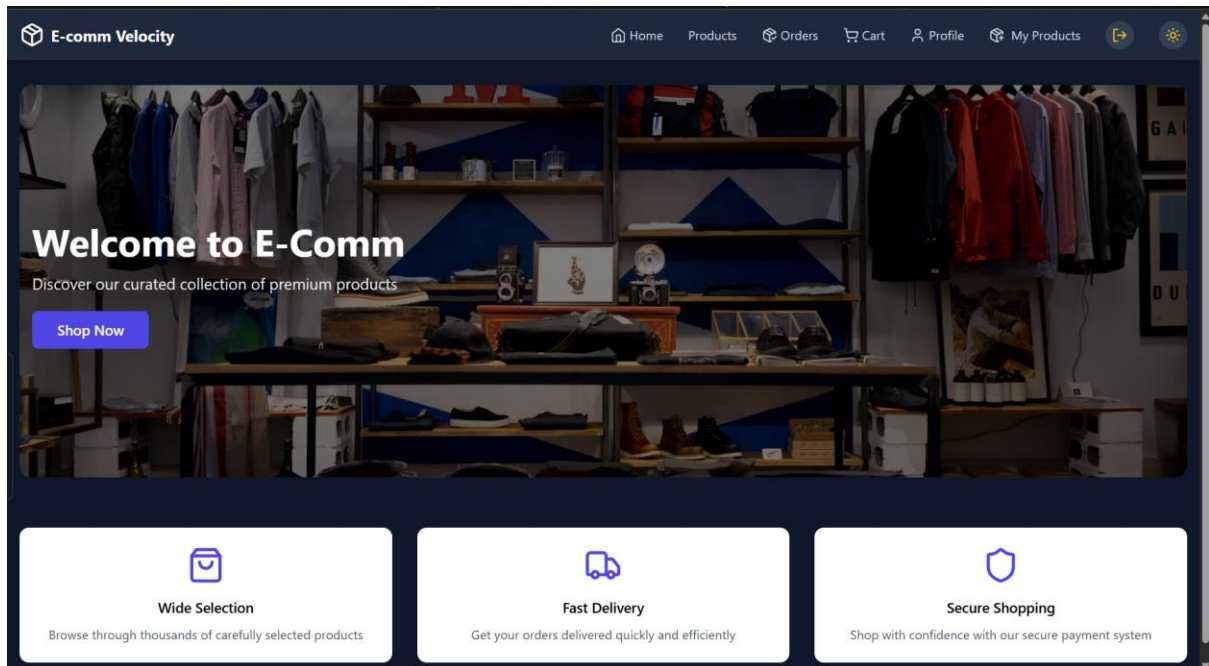 E-comm Velocity
Home Products Orders Cart Profile My Products
GAI
Welcome to E-Comm
Discover our curated collection of premium products
DU
Shop Now
Wide Selection
Browse through thousands of carefully selected products
Fast Delivery
Get your orders delivered quickly and efficiently
Secure Shopping
Shop with confidence with our secure payment system